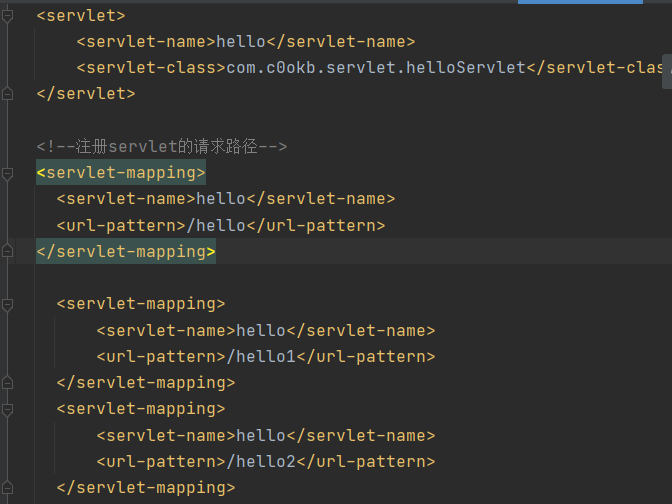 <servlet>
<servlet-name>hello</servlet-name>
<servlet-class>com.c0okb.servlet.helloServlet</servlet-clas
</servlet>
<!--注册servlet的请求路径-->
<servlet-mapping>
<servlet-name>hello</servlet-name>
<url-pattern>/hello</url-pattern>
</servlet-mapping>
<servlet-mapping>
<servlet-name>hello</servlet-name>
<url-pattern>/hello1</url-pattern>
</servlet-mapping>
<servlet-mapping>
<servlet-name>hello</servlet-name>
<url-pattern>/hello2</url-pattern>
</servlet-mapping>